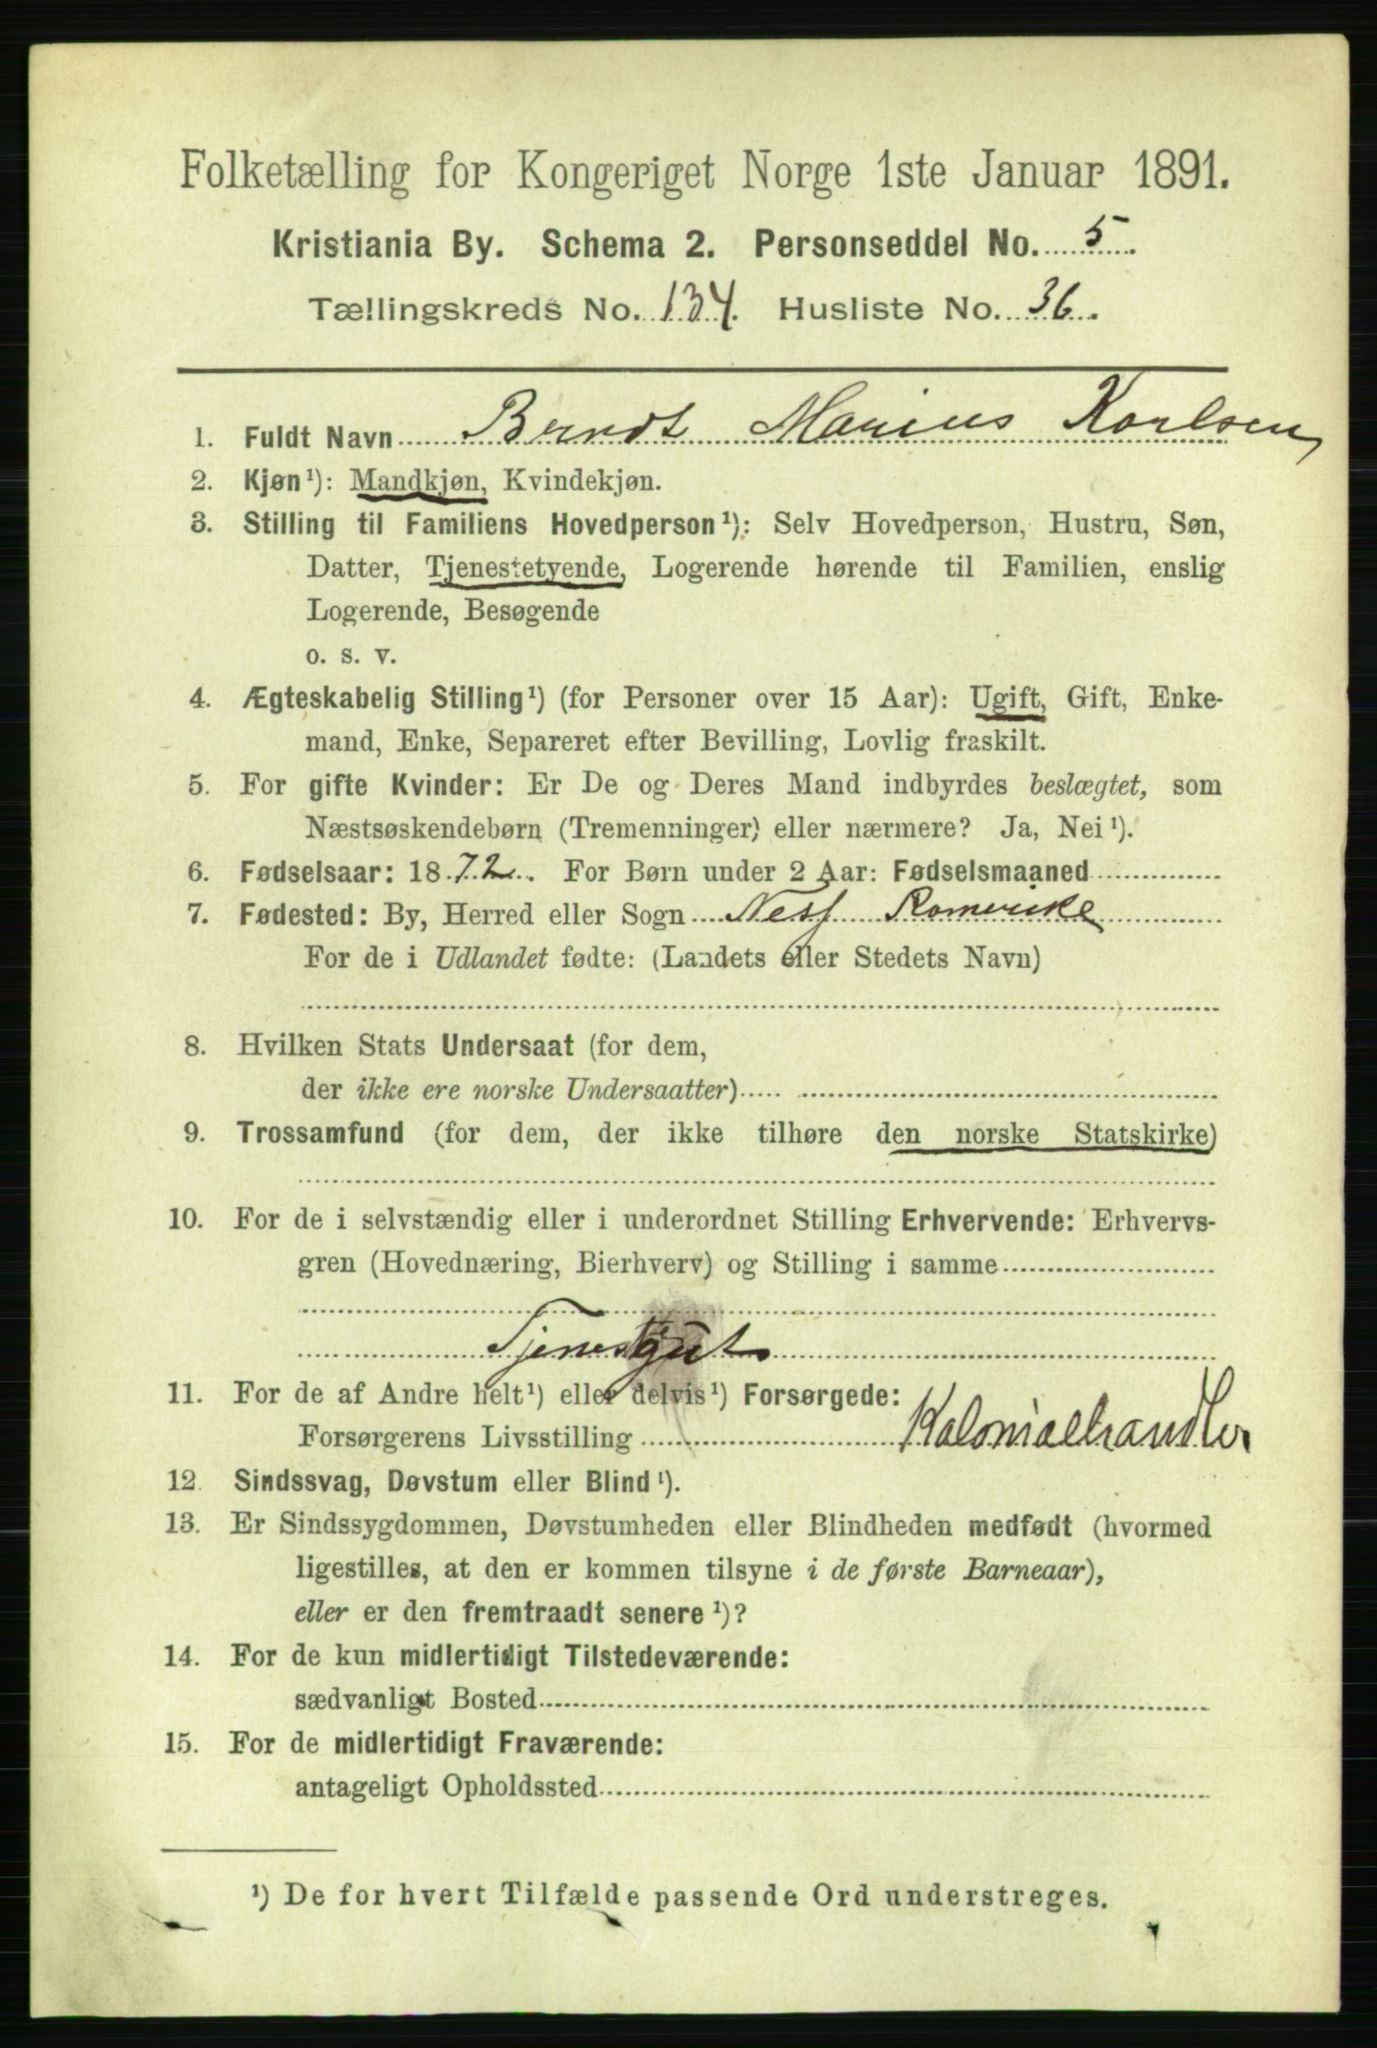 Folketælling for Kongeriget Norge 1ste Januar 1891.
Kristiania By. Schema 2. Personseddel No. 5
Tællingskreds No. 134. Husliste No. 36.
1. Fuldt Navn Berndt Marius Karlsen
2. Kjøn¹): Mandkjøn, Kvindekjøn.
3. Stilling til Familiens Hovedperson¹): Selv Hovedperson, Hustru, Søn,
Datter, Tjenestetyende, Logerende hørende til Familien, enslig
Logerende, Besøgende
o. s. v.
4. Ægteskabelig Stilling¹) (for Personer over 15 Aar): Ugift, Gift, Enke-
mand, Enke, Separeret efter Bevilling, Lovlig fraskilt.
5. For gifte Kvinder: Er De og Deres Mand indbyrdes beslægtet, som
Næstsøskendebørn (Tremenninger) eller nærmere? Ja, Nei¹).
6. Fødselsaar: 1872. For Børn under 2 Aar: Fødselsmaaned
7. Fødested: By, Herred eller Sogn Ness Romerike
For de i Udlandet fødte: (Landets eller Stedets Navn)
8. Hvilken Stats Undersaat (for dem,
der ikke ere norske Undersaatter)
9. Trossamfund (for dem, der ikke tilhøre den norske Statskirke)
10. For de i selvstændig eller i underordnet Stilling Erhvervende: Erhvervs-
gren (Hovednæring, Bierhverv) og Stilling i samme
Tjenestgut
11. For de af Andre helt¹) eller delvis¹) Forsørgede:
Forsørgerens Livsstilling Kolonialhandler
12. Sindssvag, Døvstum eller Blind¹).
13. Er Sindssygdommen, Døvstumheden eller Blindheden medfødt (hvormed
ligestilles, at den er kommen tilsyne i de første Barneaar),
eller er den fremtraadt senere¹)?
14. For de kun midlertidigt Tilstedeværende:
sædvanligt Bosted
15. For de midlertidigt Fraværende:
antageligt Opholdssted
¹) De for hvert Tilfælde passende Ord understreges.